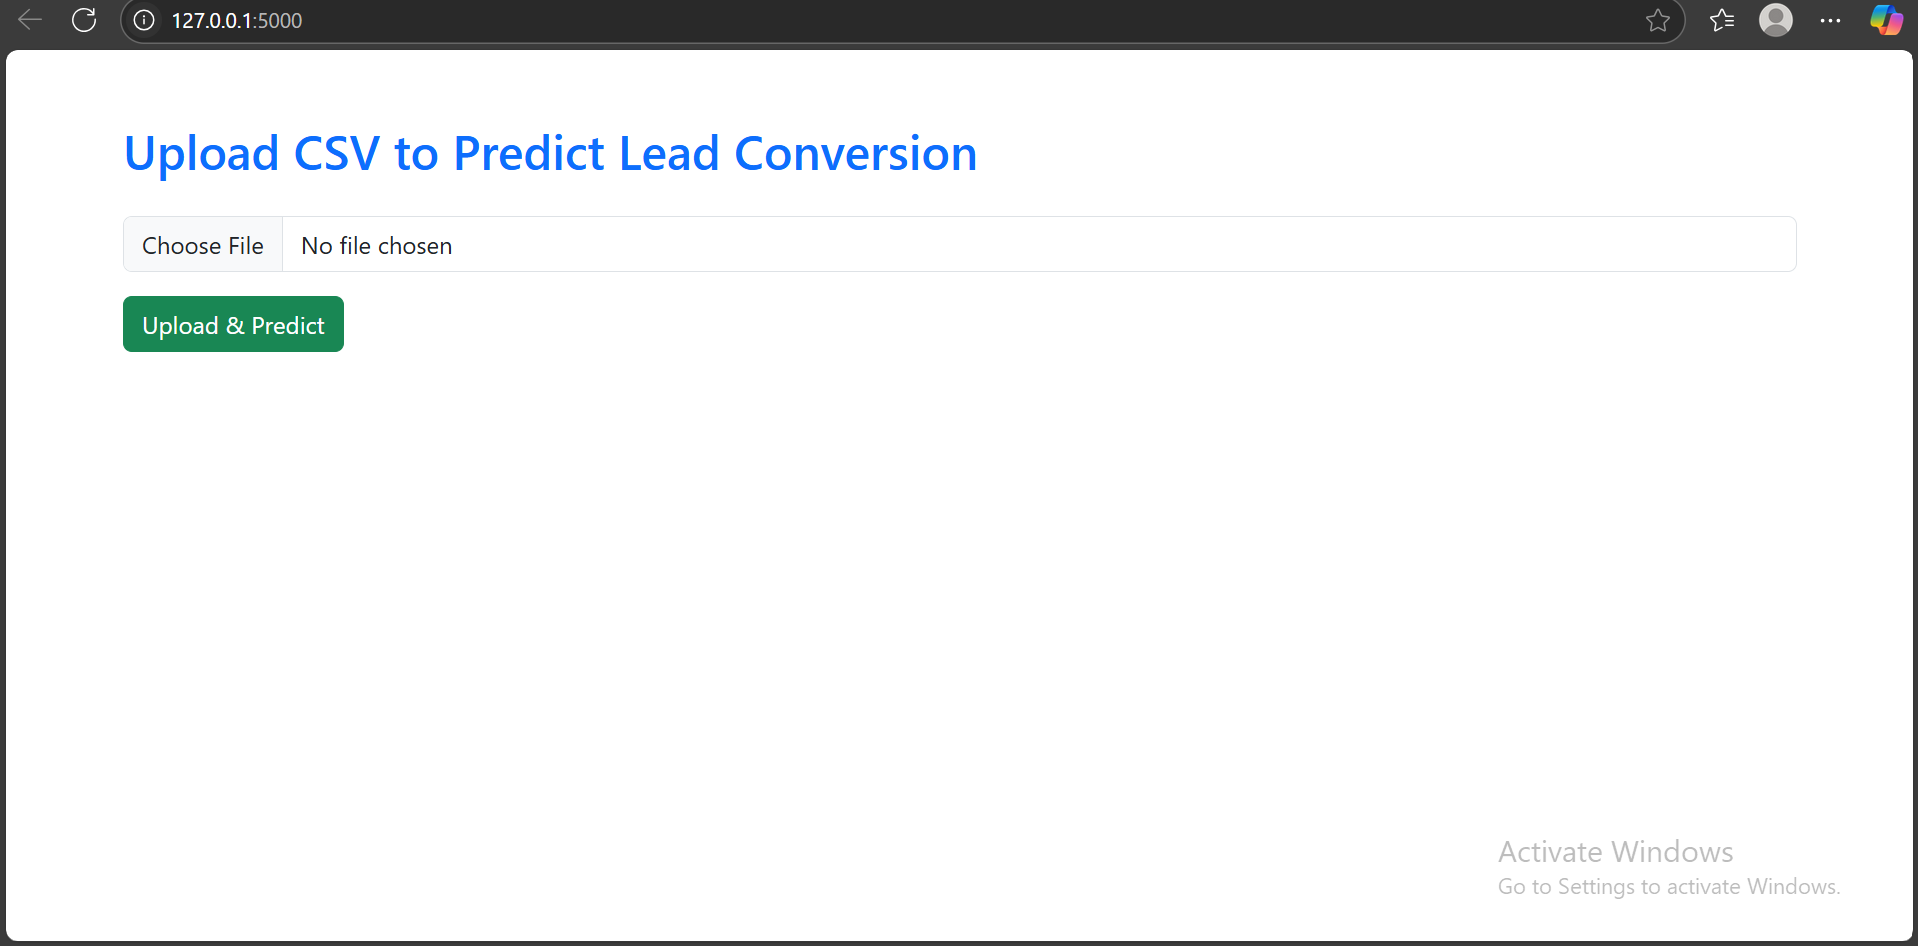 127.0.0.1:5000
Upload CSV to Predict Lead Conversion
Choose File No file chosen
Upload & Predict
Activate Windows
Go to Settings to activate Windows.